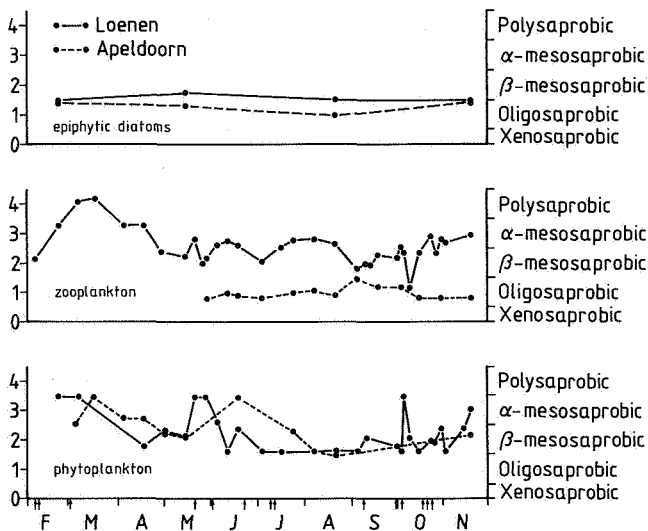 4
3
2
1
0
Loenen
Apeldoorn
epiphytic diatoms
Polysaprobic
α-mesosaprobic
β-mesosaprobic
Oligosaprobic
Xenosaprobic
4
3
2
1
0
zooplankton
Polysaprobic
α-mesosaprobic
β-mesosaprobic
Oligosaprobic
Xenosaprobic
4
3
2
1
0
phytoplankton
Polysaprobic
α-mesosaprobic
β-mesosaprobic
Oligosaprobic
Xenosaprobic
F M A M J J A S O N